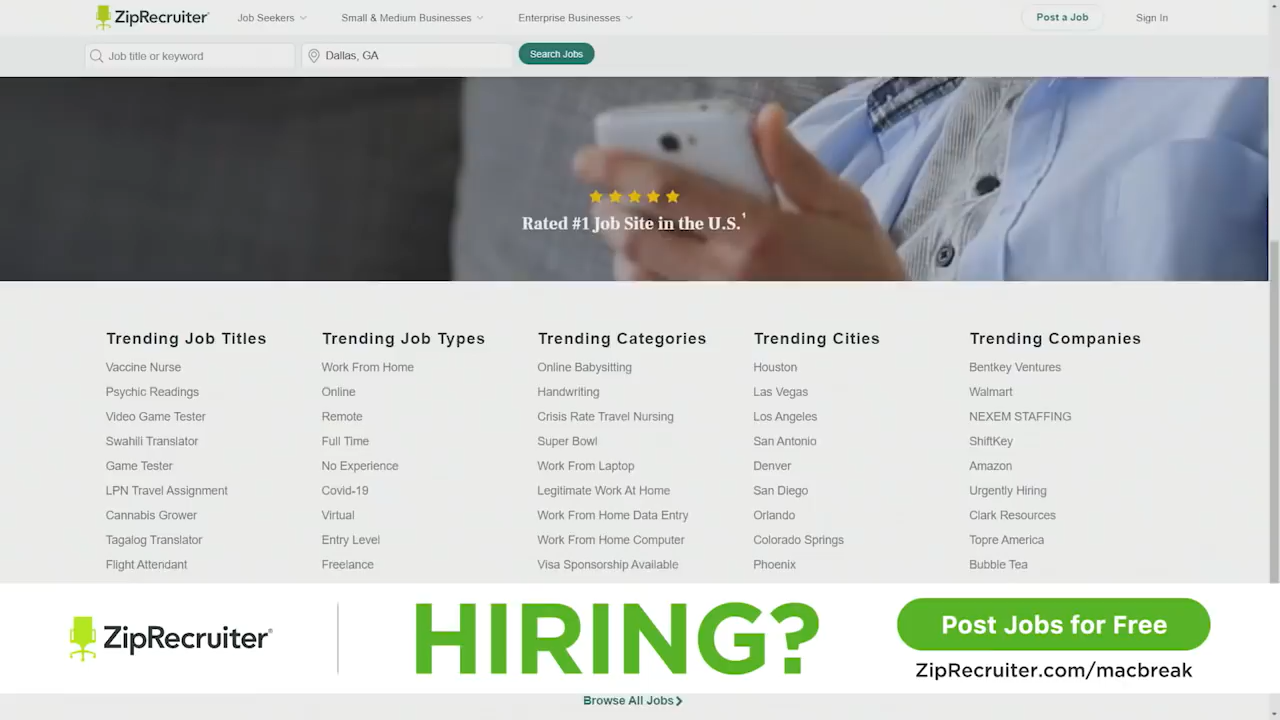 ZipRecruiter®
Job Seekers
Small & Medium Businesses
Enterprise Businesses
Post a Job
Sign In
Job title or keyword
Dallas, GA
Search Jobs
Rated #1 Job Site in the U.S.¹
Trending Job Titles
Vaccine Nurse
Psychic Readings
Video Game Tester
Swahili Translator
Game Tester
LPN Travel Assignment
Cannabis Grower
Tagalog Translator
Flight Attendant
Trending Job Types
Work From Home
Online
Remote
Full Time
No Experience
Covid-19
Virtual
Entry Level
Freelance
Trending Categories
Online Babysitting
Handwriting
Crisis Rate Travel Nursing
Super Bowl
Work From Laptop
Legitimate Work At Home
Work From Home Data Entry
Work From Home Computer
Visa Sponsorship Available
Trending Cities
Houston
Las Vegas
Los Angeles
San Antonio
Denver
San Diego
Orlando
Colorado Springs
Phoenix
Trending Companies
Bentkey Ventures
Walmart
NEXEM STAFFING
ShiftKey
Amazon
Urgently Hiring
Clark Resources
Topre America
Bubble Tea
ZipRecruiter®
HIRING?
Post Jobs for Free
ZipRecruiter.com/macbreak
Browse All Jobs